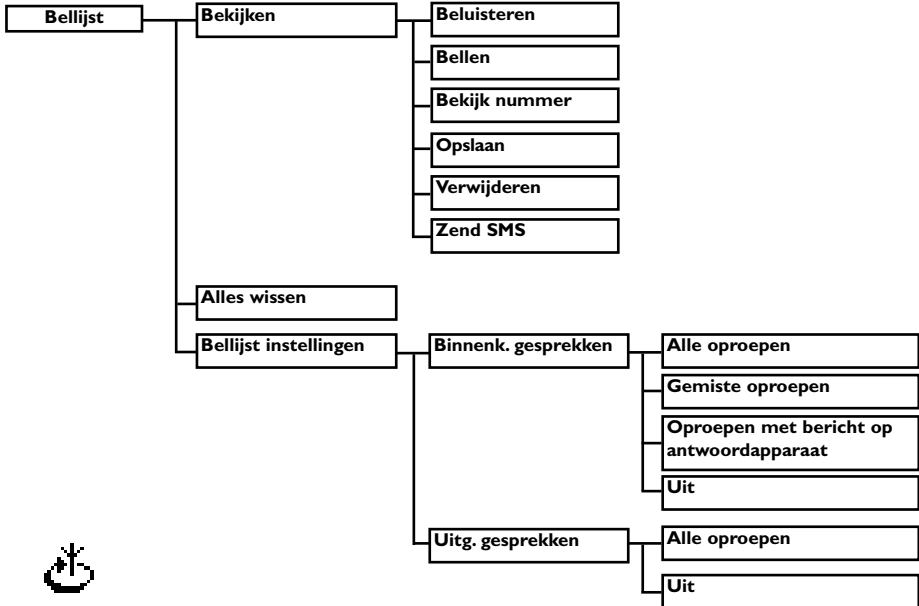 Bellijst
Bekijken
Beluisteren
Bellen
Bekijk nummer
Opslaan
Verwijderen
Zend SMS
Alles wissen
Bellijst instellingen
Binnenk. gesprekken
Alle oproepen
Gemiste oproepen
Oproepen met bericht op
antwoordapparaat
Uit
Uitg. gesprekken
Alle oproepen
Uit